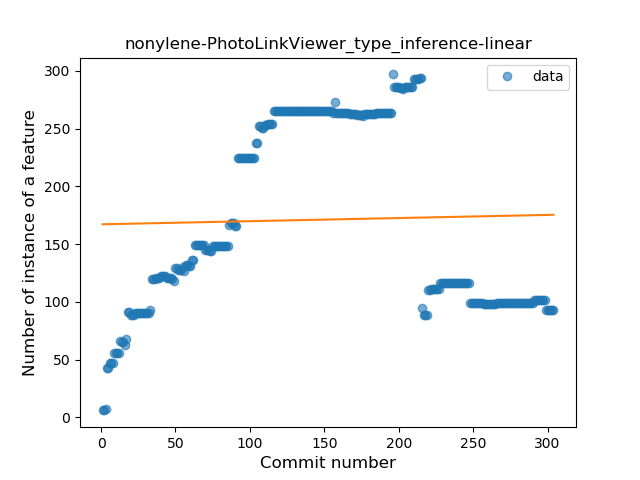 nonylene-PhotoLinkViewer_type_inference-linear
data
Number of instance of a feature
300
250
200
150
100
50
0
0 50 100 150 200 250 300
Commit number